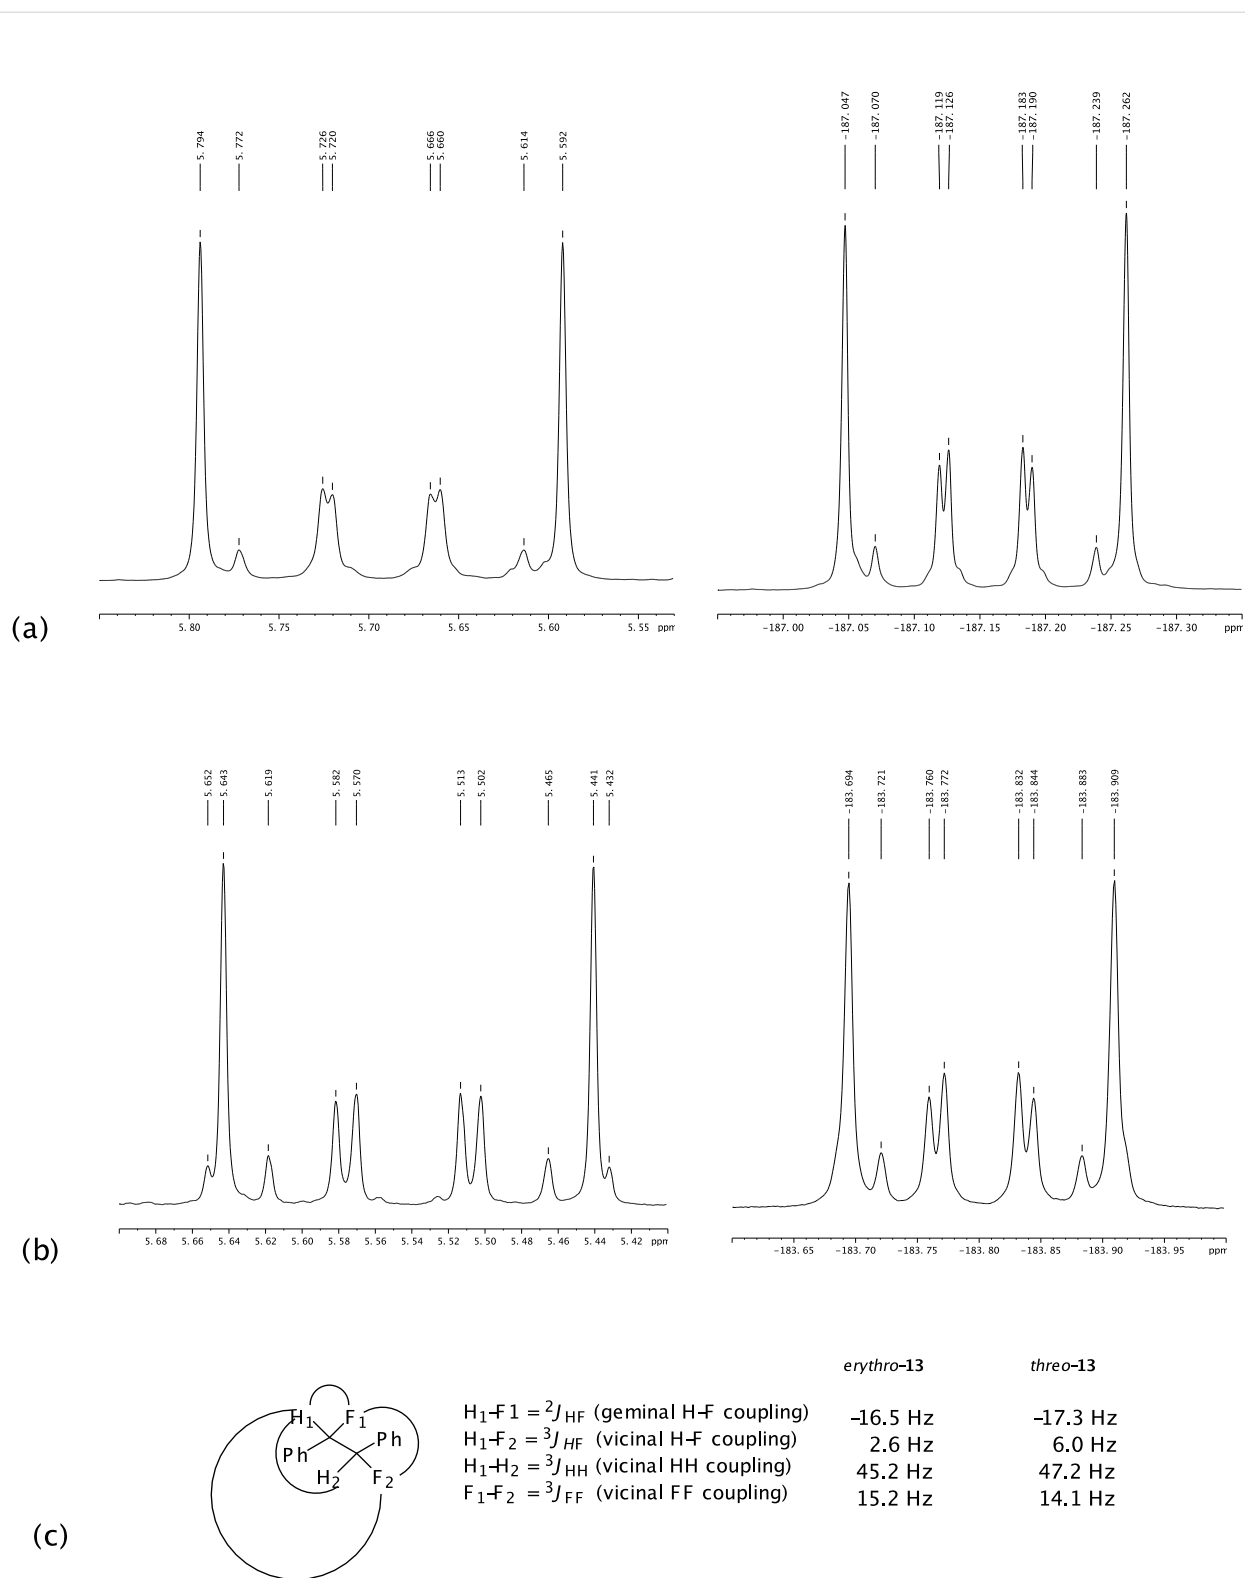 5.794 5.772 5.726 5.720 5.666 5.660 5.614 5.592
-187.047 -187.070 -187.119 -187.126 -187.183 -187.190 -187.239 -187.262
5.80 5.75 5.70 5.65 5.60 5.55 ppm
-187.00 -187.05 -187.10 -187.15 -187.20 -187.26 -187.30 ppm
(a)
5.652 5.643 5.619 5.582 5.570 5.513 5.502 5.465 5.441 5.432
-183.694 -183.721 -183.760 -183.772 -183.832 -183.844 -183.883 -183.909
5.68 5.66 5.64 5.62 5.60 5.58 5.56 5.54 5.52 5.50 5.48 5.46 5.44 5.42 ppm
-183.65 -183.70 -183.75 -183.80 -183.85 -183.90 -183.95 ppm
(b)
erythro-13 threo-13
H1 F1
Ph Ph
H2 F2
H1-F1 = 2JHF (geminal H-F coupling) -16.5 Hz -17.3 Hz
H1-F2 = 3JHF (vicinal H-F coupling) 2.6 Hz 6.0 Hz
H1-H2 = 3JHH (vicinal HH coupling) 45.2 Hz 47.2 Hz
F1-F2 = 3JFF (vicinal FF coupling) 15.2 Hz 14.1 Hz
(c)